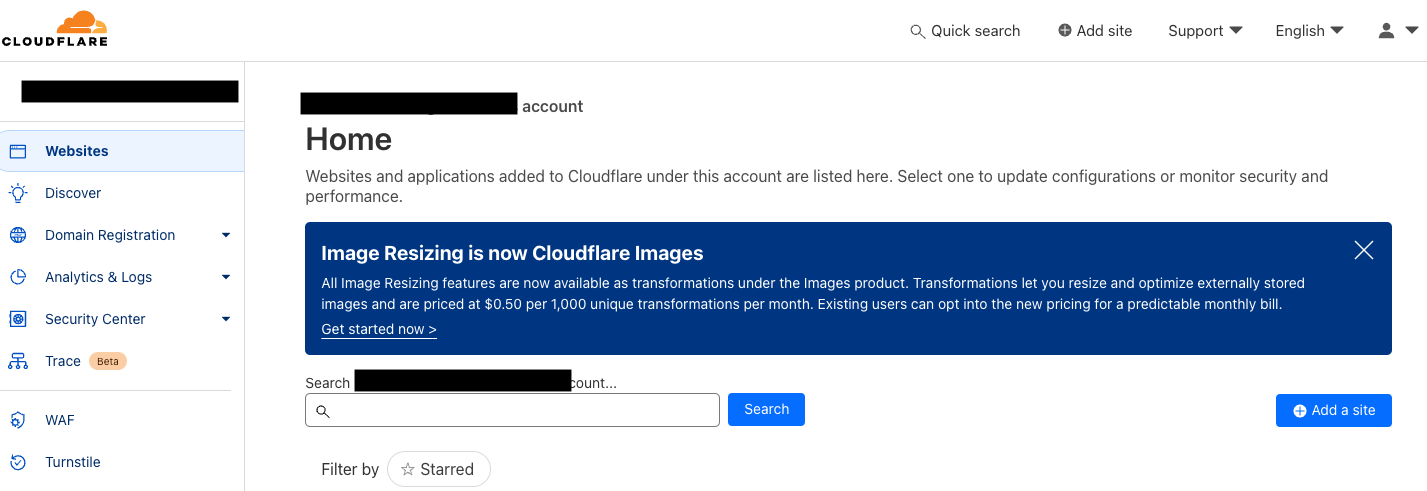 CLOUDFLARE
Quick search
Add site
Support
English
account
Home
Websites and applications added to Cloudflare under this account are listed here. Select one to update configurations or monitor security and
performance.
Websites
Discover
Domain Registration
Analytics & Logs
Security Center
Trace Beta
WAF
Turnstile
Image Resizing is now Cloudflare Images
All Image Resizing features are now available as transformations under the Images product. Transformations let you resize and optimize externally stored
images and are priced at $0.50 per 1,000 unique transformations per month. Existing users can opt into the new pricing for a predictable monthly bill.
Get started now >
Search count...
Search
Add a site
Filter by Starred